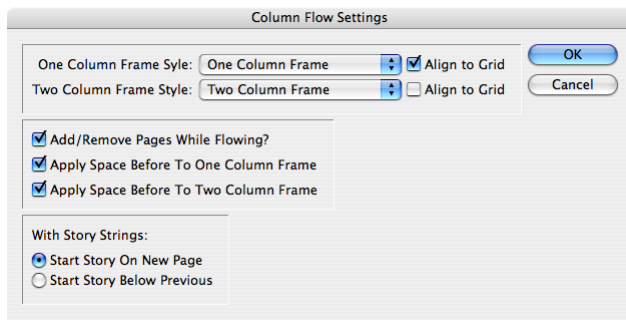 Column Flow Settings
One Column Frame Syle: One Column Frame Align to Grid OK
Two Column Frame Style: Two Column Frame Align to Grid Cancel
Add/Remove Pages While Flowing?
Apply Space Before To One Column Frame
Apply Space Before To Two Column Frame
With Story Strings:
Start Story On New Page
Start Story Below Previous